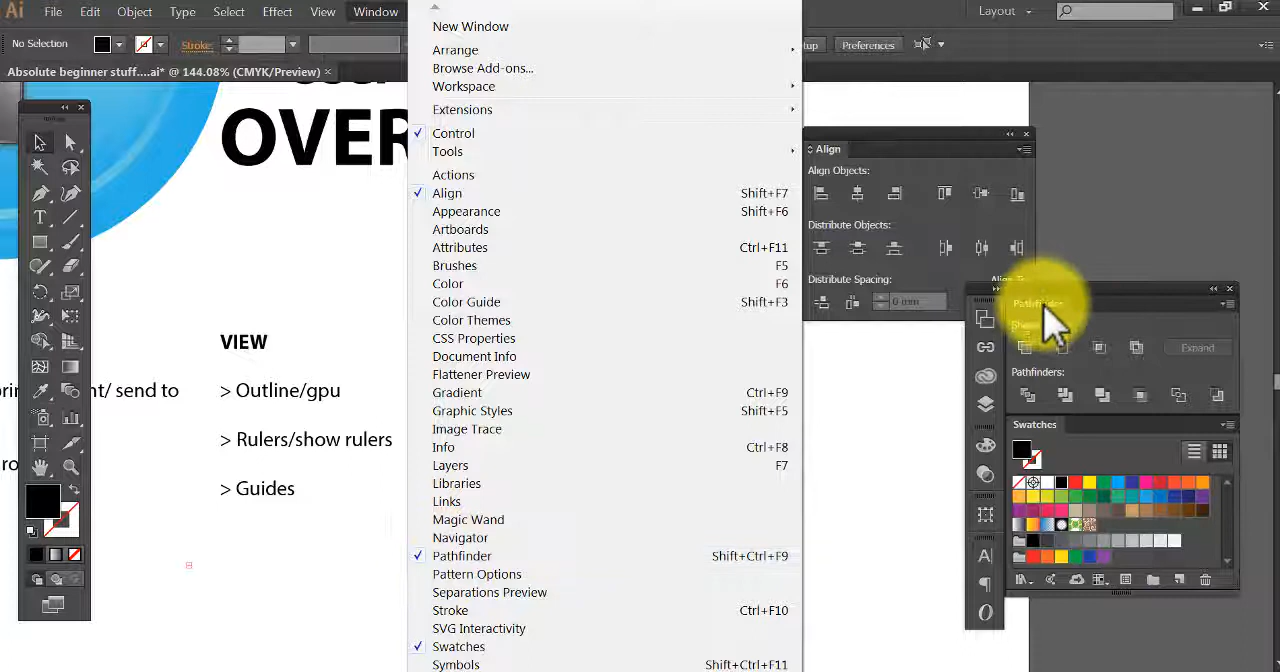 Ai File Edit Object Type Select Effect View Window
Layout
No Selection Stroke: Preferences
Absolute beginner stuff....ai* @ 144.08% (CMYK/Preview) ×
OVER
VIEW
nt/ send to
> Outline/gpu
> Rulers/show rulers
> Guides
New Window
Arrange
Browse Add-ons...
Workspace
Extensions
Control
Tools
Actions
Align Shift+F7
Appearance Shift+F6
Artboards
Attributes Ctrl+F11
Brushes F5
Color F6
Color Guide Shift+F3
Color Themes
CSS Properties
Document Info
Flattener Preview
Gradient Ctrl+F9
Graphic Styles Shift+F5
Image Trace
Info Ctrl+F8
Layers F7
Libraries
Links
Magic Wand
Navigator
Pathfinder Shift+Ctrl+F9
Pattern Options
Separations Preview
Stroke Ctrl+F10
SVG Interactivity
Swatches
Symbols Shift+Ctrl+F11
Align
Align Objects:
Distribute Objects:
Distribute Spacing:
0 mm
Pathfinder
Expand
Pathfinders:
Swatches